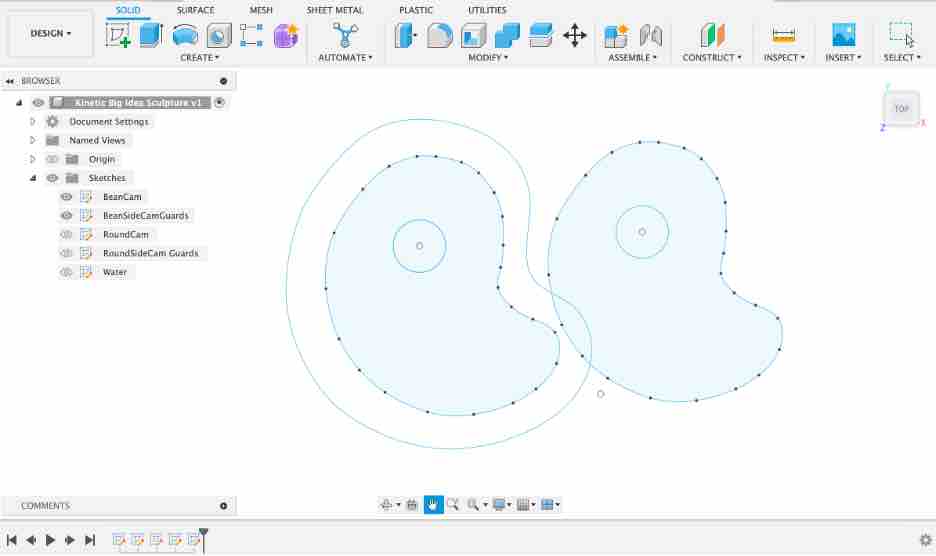 SOLID SURFACE MESH SHEET METAL PLASTIC UTILITIES
DESIGN
CREATE AUTOMATE MODIFY ASSEMBLE CONSTRUCT INSPECT INSERT SELECT
BROWSER
Kinetic Big Idea Sculpture v1
Document Settings
Named Views
Origin
Sketches
BeanCam
BeanSideCamGuards
RoundCam
RoundSideCam Guards
Water
Y
TOP
X
Z
COMMENTS